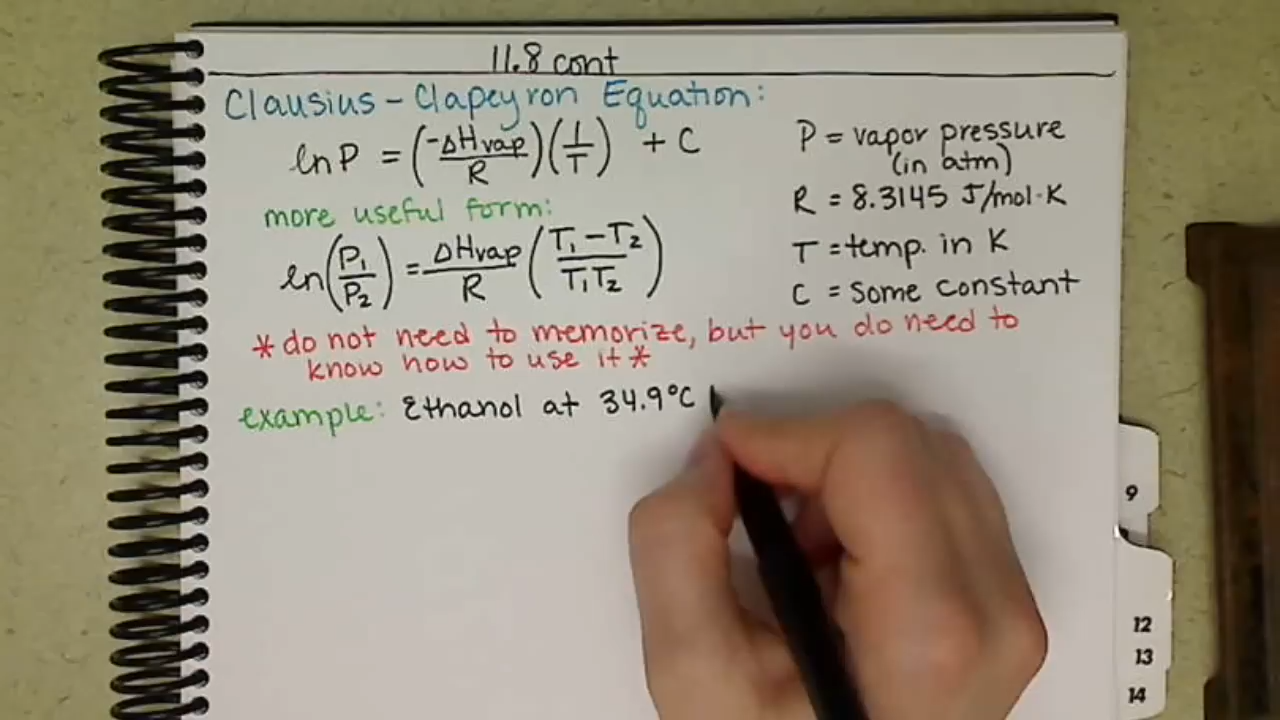 11.8 cont
Clausius - Clapeyron Equation:
ln P = (-ΔHvap/R)(1/T) + C
P = vapor pressure
(in atm)
R = 8.3145 J/mol·K
more useful form:
ln(P₁/P₂) = ΔHvap/R (T₁-T₂/T₁T₂)
T = temp. in K
C = some constant
* do not need to memorize, but you do need to
know how to use it *
example: Ethanol at 34.9°C
9
12
13
14